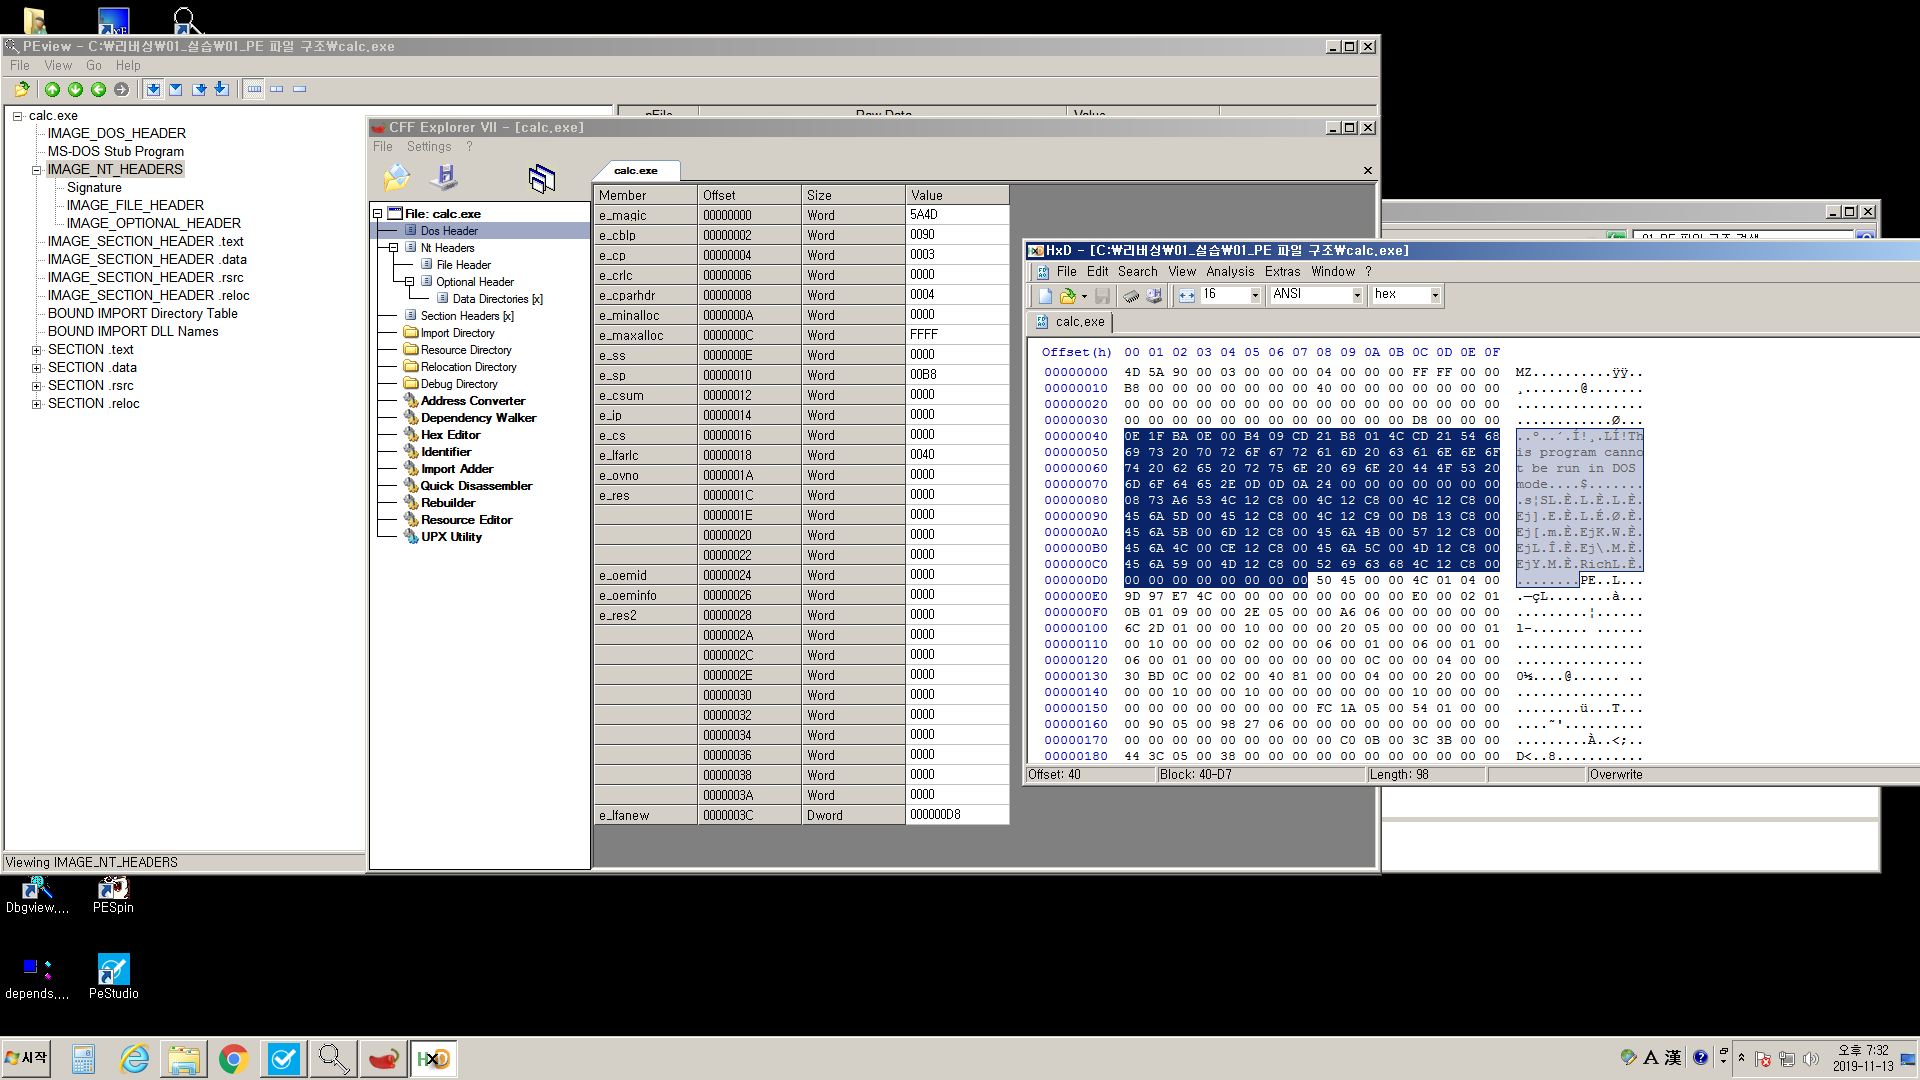 PEview - C:₩리버싱₩01_실습₩01_PE 파일 구조₩calc.exe
File View Go Help
pFile Raw Data Value
calc.exe
IMAGE_DOS_HEADER
MS-DOS Stub Program
IMAGE_NT_HEADERS
Signature
IMAGE_FILE_HEADER
IMAGE_OPTIONAL_HEADER
IMAGE_SECTION_HEADER .text
IMAGE_SECTION_HEADER .data
IMAGE_SECTION_HEADER .rsrc
IMAGE_SECTION_HEADER .reloc
BOUND IMPORT Directory Table
BOUND IMPORT DLL Names
SECTION .text
SECTION .data
SECTION .rsrc
SECTION .reloc
Viewing IMAGE_NT_HEADERS
CFF Explorer VII - [calc.exe]
File Settings ?
calc.exe
File: calc.exe
Dos Header
Nt Headers
File Header
Optional Header
Data Directories [x]
Section Headers [x]
Import Directory
Resource Directory
Relocation Directory
Debug Directory
Address Converter
Dependency Walker
Hex Editor
Identifier
Import Adder
Quick Disassembler
Rebuilder
Resource Editor
UPX Utility
Member Offset Size Value
e_magic 00000000 Word 5A4D
e_cblp 00000002 Word 0090
e_cp 00000004 Word 0003
e_crlc 00000006 Word 0000
e_cparhdr 00000008 Word 0004
e_minalloc 0000000A Word 0000
e_maxalloc 0000000C Word FFFF
e_ss 0000000E Word 0000
e_sp 00000010 Word 00B8
e_csum 00000012 Word 0000
e_ip 00000014 Word 0000
e_cs 00000016 Word 0000
e_lfarlc 00000018 Word 0040
e_ovno 0000001A Word 0000
e_res 0000001C Word 0000
0000001E Word 0000
00000020 Word 0000
00000022 Word 0000
e_oemid 00000024 Word 0000
e_oeminfo 00000026 Word 0000
e_res2 00000028 Word 0000
0000002A Word 0000
0000002C Word 0000
0000002E Word 0000
00000030 Word 0000
00000032 Word 0000
00000034 Word 0000
00000036 Word 0000
00000038 Word 0000
0000003A Word 0000
e_lfanew 0000003C Dword 000000D8
01_PE 파일 구조 검색
HxD - [C:₩리버싱₩01_실습₩01_PE 파일 구조₩calc.exe]
File Edit Search View Analysis Extras Window ?
16 ANSI hex
calc.exe
Offset(h) 00 01 02 03 04 05 06 07 08 09 0A 0B 0C 0D 0E 0F
00000000 4D 5A 90 00 03 00 00 00 04 00 00 00 FF FF 00 00 MZ..........ÿÿ..
00000010 B8 00 00 00 00 00 00 00 40 00 00 00 00 00 00 00 ¸.......@.......
00000020 00 00 00 00 00 00 00 00 00 00 00 00 00 00 00 00 ................
00000030 00 00 00 00 00 00 00 00 00 00 00 00 D8 00 00 00 ............Ø...
00000040 0E 1F BA 0E 00 B4 09 CD 21 B8 01 4C CD 21 54 68 ..º..´.Í!¸.LÍ!Th
00000050 69 73 20 70 72 6F 67 72 61 6D 20 63 61 6E 6E 6F is program canno
00000060 74 20 62 65 20 72 75 6E 20 69 6E 20 44 4F 53 20 t be run in DOS
00000070 6D 6F 64 65 2E 0D 0D 0A 24 00 00 00 00 00 00 00 mode....$.......
00000080 08 73 A6 53 4C 12 C8 00 4C 12 C8 00 4C 12 C8 00 .s¦SL.È.L.È.L.È.
00000090 45 6A 5D 00 45 12 C8 00 4C 12 C9 00 D8 13 C8 00 Ej].E.È.L.É.Ø.È.
000000A0 45 6A 5B 00 6D 12 C8 00 45 6A 4B 00 57 12 C8 00 Ej[.m.È.EjK.W.È.
000000B0 45 6A 4C 00 CE 12 C8 00 45 6A 5C 00 4D 12 C8 00 EjL.Î.È.Ej\.M.È.
000000C0 45 6A 59 00 4D 12 C8 00 52 69 63 68 4C 12 C8 00 EjY.M.È.RichL.È.
000000D0 00 00 00 00 00 00 00 00 50 45 00 00 4C 01 04 00 ........PE..L...
000000E0 9D 97 E7 4C 00 00 00 00 00 00 00 00 E0 00 02 01 .—çL........à...
000000F0 0B 01 09 00 00 2E 05 00 00 A6 06 00 00 00 00 00 .........¦......
00000100 6C 2D 01 00 00 10 00 00 00 20 05 00 00 00 00 01 l-....... ......
00000110 00 10 00 00 00 02 00 00 06 00 01 00 06 00 01 00 ................
00000120 06 00 01 00 00 00 00 00 00 00 0C 00 00 04 00 00 ................
00000130 30 BD 0C 00 02 00 40 81 00 00 04 00 00 20 00 00 0½....@...... ..
00000140 00 00 10 00 00 10 00 00 00 00 00 00 10 00 00 00 ................
00000150 00 00 00 00 00 00 00 00 FC 1A 05 00 54 01 00 00 ........ü...T...
00000160 00 90 05 00 98 27 06 00 00 00 00 00 00 00 00 00 ....˜'..........
00000170 00 00 00 00 00 00 00 00 00 C0 0B 00 3C 3B 00 00 .........À..<;..
00000180 44 3C 05 00 38 00 00 00 00 00 00 00 00 00 00 00 D<..8...........
Offset: 40 Block: 40-D7 Length: 98 Overwrite
Dbgview,... PESpin
depends,... PeStudio
시작
A 漢
오후 7:32
2019-11-13